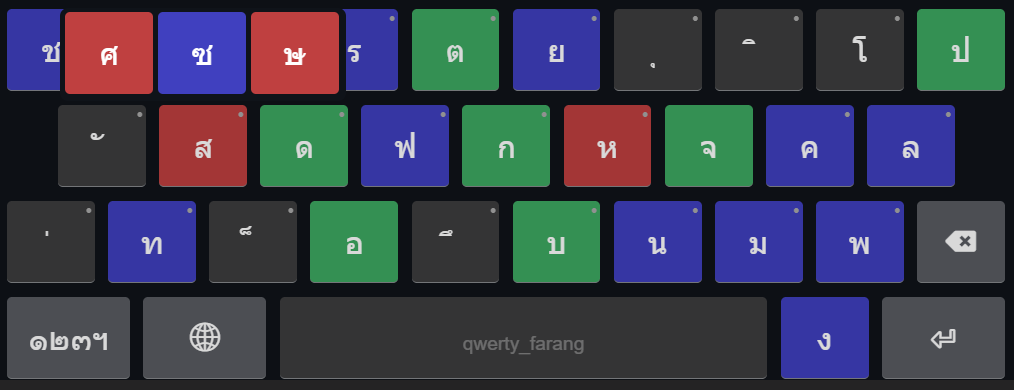 ช ศ ซ ษ ร ต ย ุ ิ โ ป
ั ส ด ฟ ก ห จ ค ล
่ ท ็ อ ึ บ น ม พ
๑๒๓ฯ qwerty_farang ง